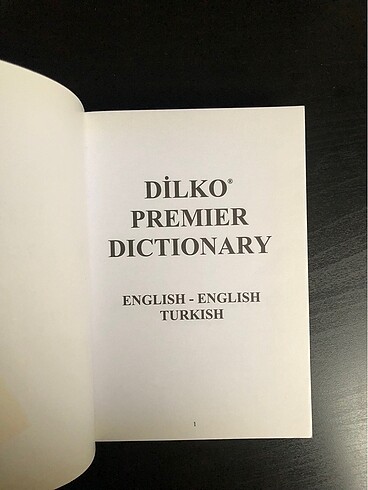 DİLKO®
PREMIER
DICTIONARY
ENGLISH - ENGLISH
TURKISH
1